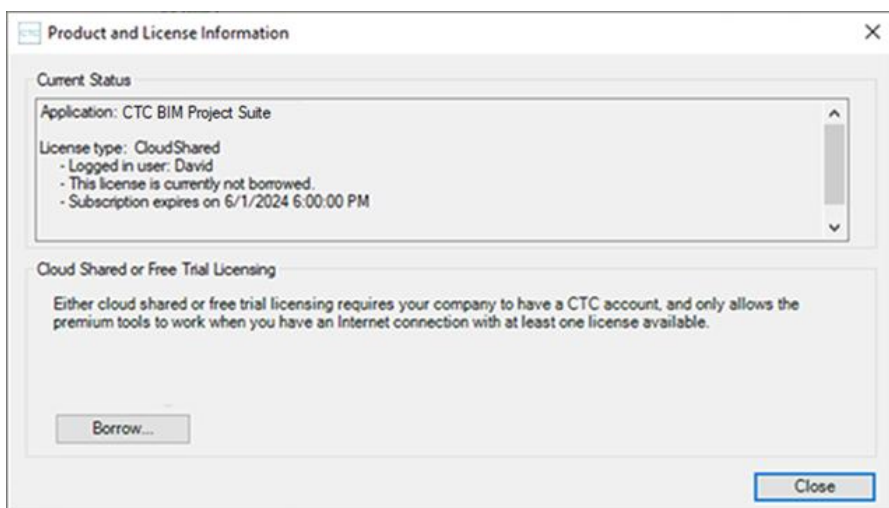 CTC
Product and License Information
Current Status
Application: CTC BIM Project Suite
License type: CloudShared
- Logged in user: David
- This license is currently not borrowed.
- Subscription expires on 6/1/2024 6:00:00 PM
Cloud Shared or Free Trial Licensing
Either cloud shared or free trial licensing requires your company to have a CTC account, and only allows the
premium tools to work when you have an Internet connection with at least one license available.
Borrow...
Close